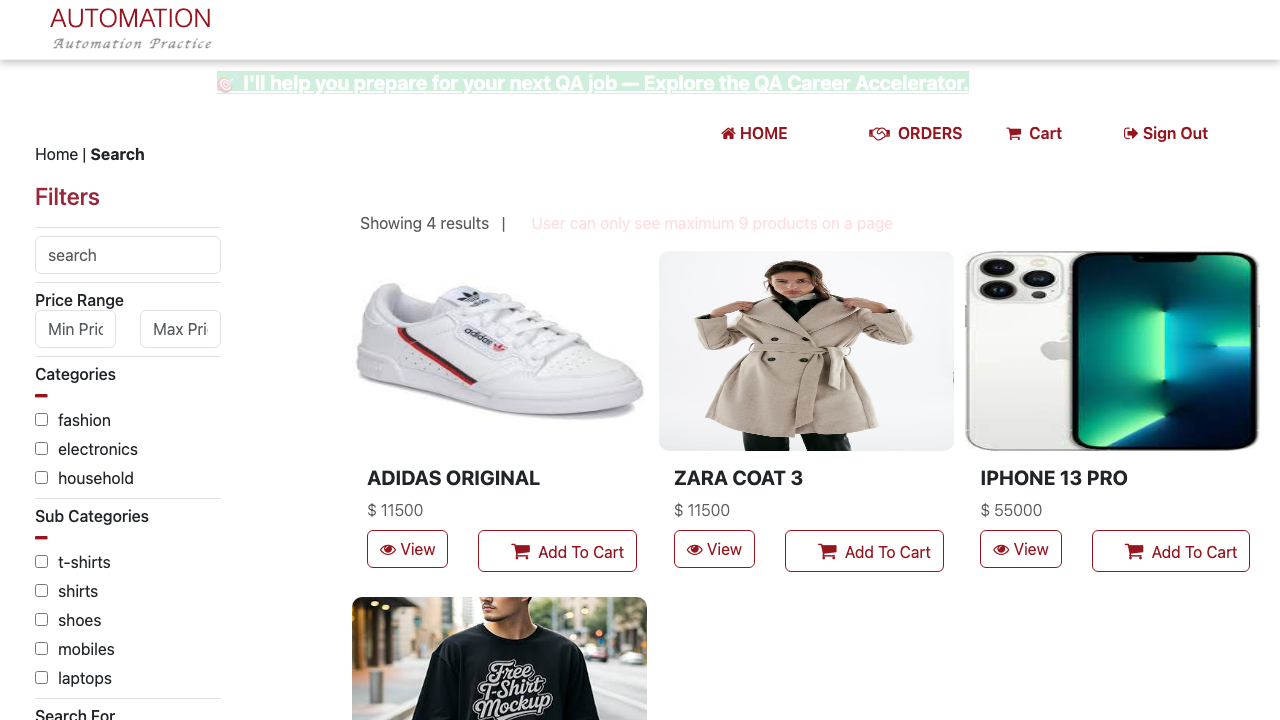 AUTOMATION
Automation Practice
🎯 I'll help you prepare for your next QA job — Explore the QA Career Accelerator.
HOME ORDERS Cart Sign Out
Home | Search
Filters
Showing 4 results | User can only see maximum 9 products on a page
search
Price Range
Min Pric Max Pri
Categories
fashion
electronics
household
Sub Categories
t-shirts
shirts
shoes
mobiles
laptops
Search For
adidas
ADIDAS ORIGINAL
$ 11500
View Add To Cart
ZARA COAT 3
$ 11500
View Add To Cart
IPHONE 13 PRO
$ 55000
View Add To Cart
Free
T-Shirt
Mockup